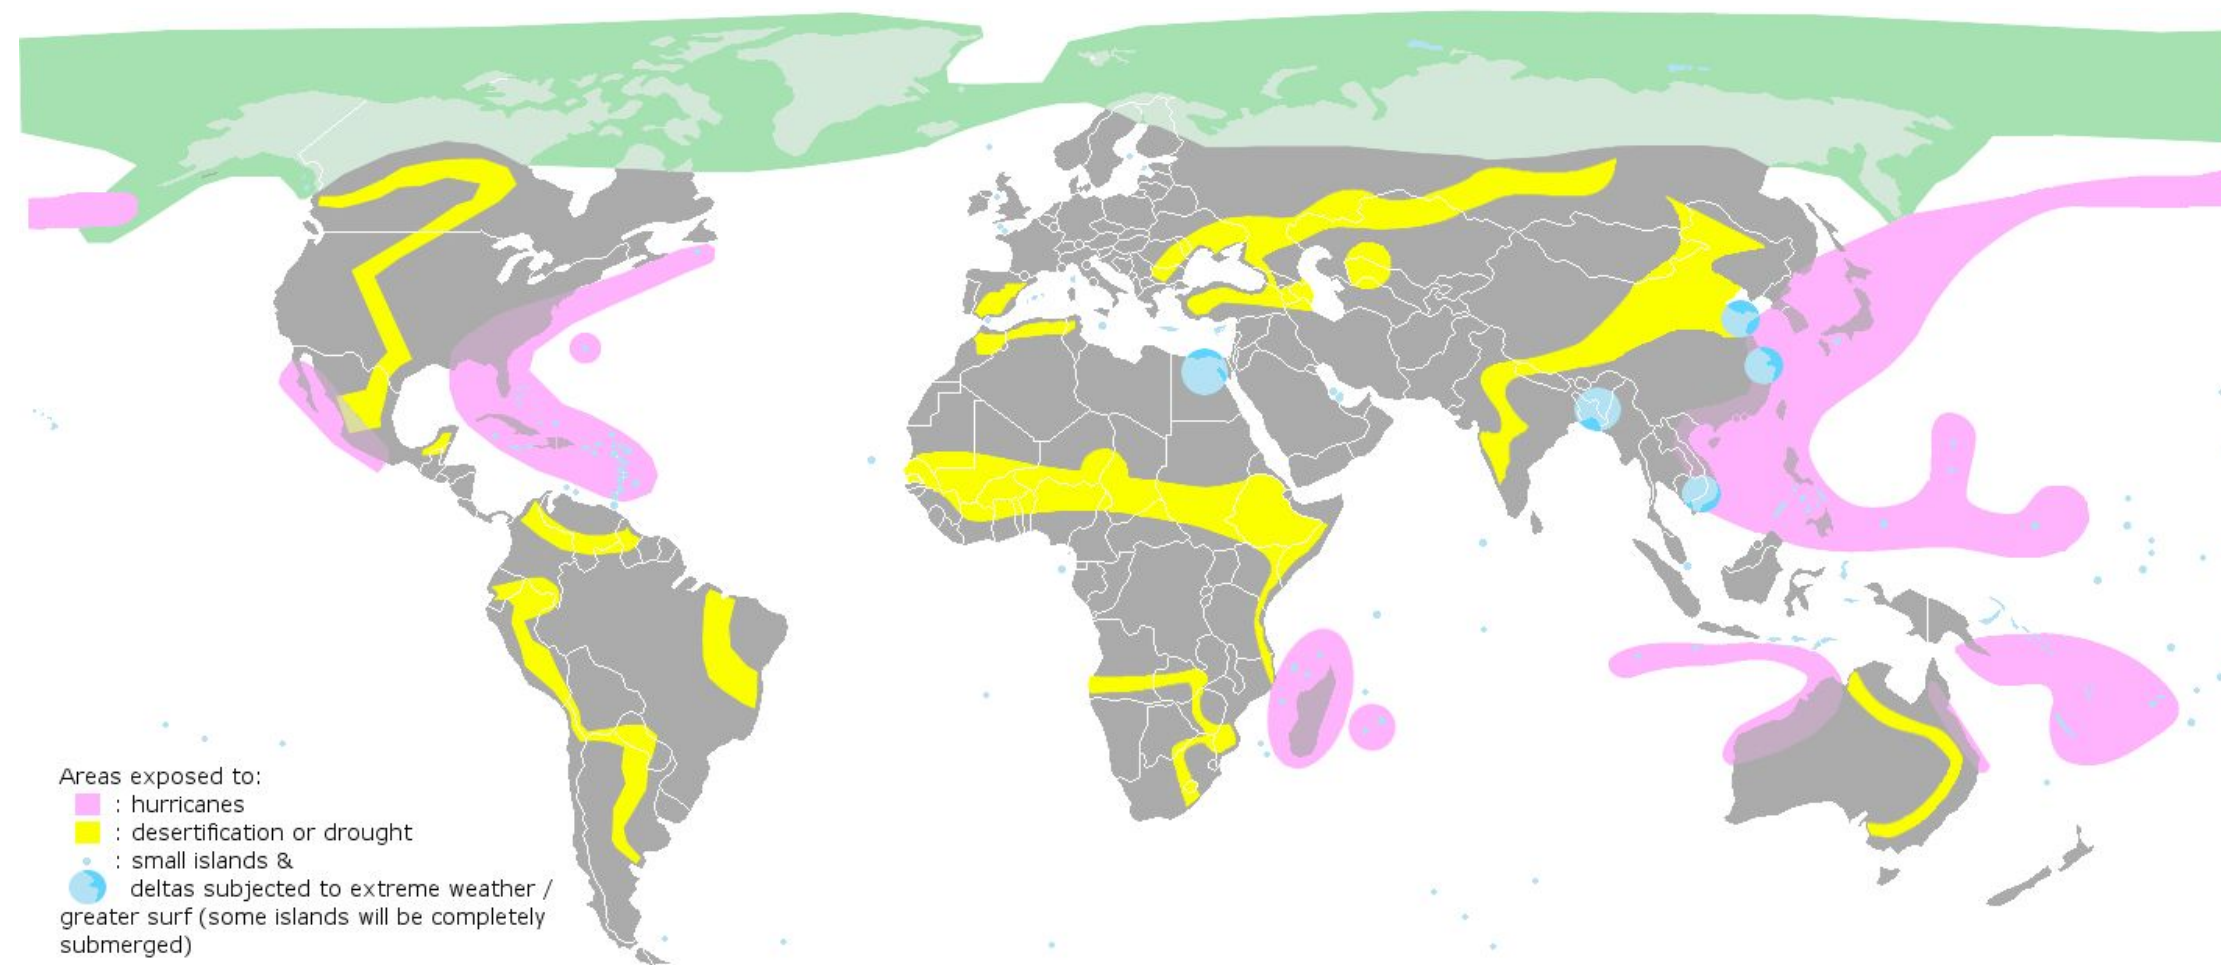 Areas exposed to:
: hurricanes
: desertification or drought
: small islands &
deltas subjected to extreme weather /
greater surf (some islands will be completely
submerged)